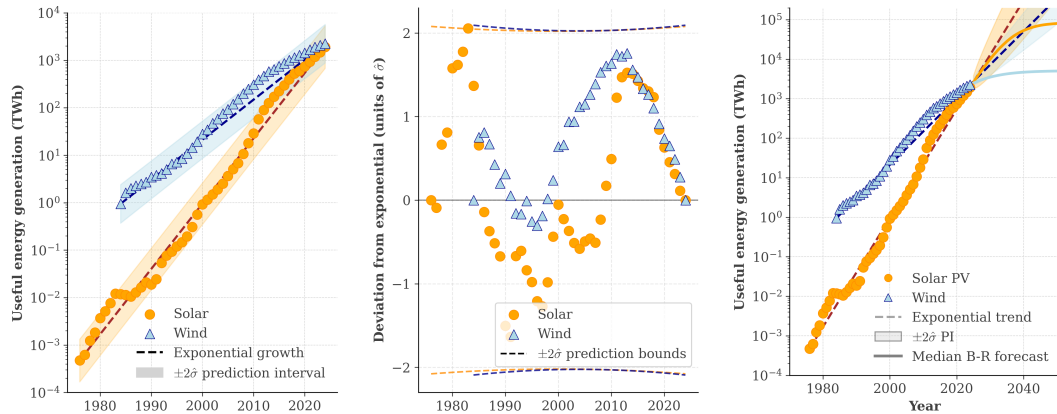 Useful energy generation (TWh)
10⁴
10³
10²
10¹
10⁰
10⁻¹
10⁻²
10⁻³
10⁻⁴
1980
1990
2000
2010
2020
Solar
Wind
Exponential growth
±2σ̂ prediction interval
Deviation from exponential (units of σ̂)
2
1
0
−1
−2
1980
1990
2000
2010
2020
Solar
Wind
±2σ̂ prediction bounds
Useful energy generation (TWh)
10⁵
10⁴
10³
10²
10¹
10⁰
10⁻¹
10⁻²
10⁻³
10⁻⁴
1980
2000
2020
2040
Year
Solar PV
Wind
Exponential trend
±2σ̂ PI
Median B-R forecast